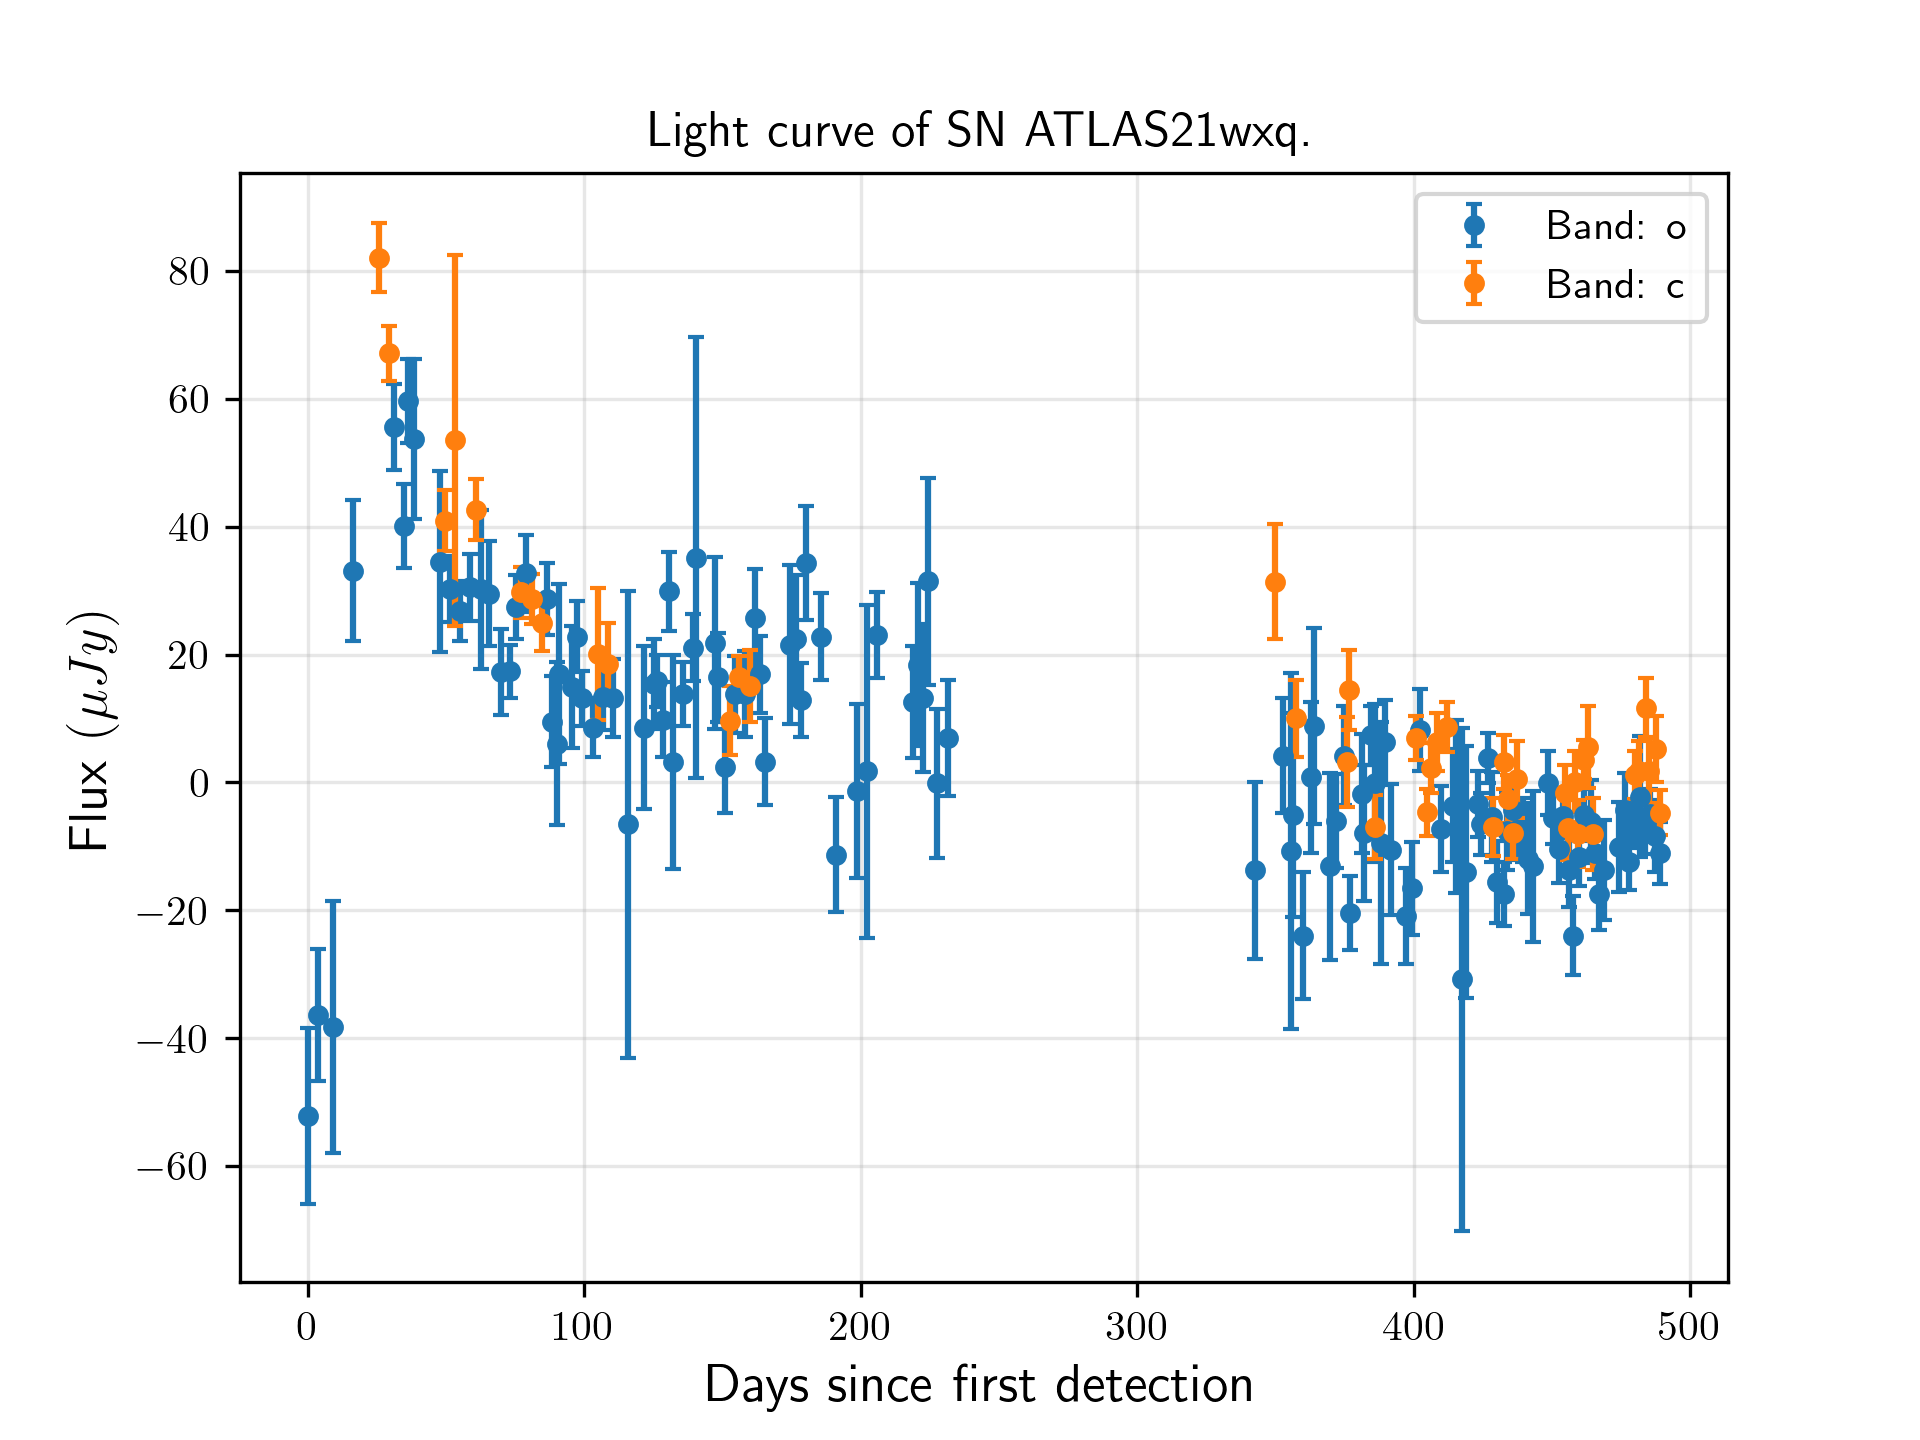 Light curve of SN ATLAS21wxq.
Band: o
Band: c
Flux (μJy)
80
60
40
20
0
−20
−40
−60
0 100 200 300 400 500
Days since first detection